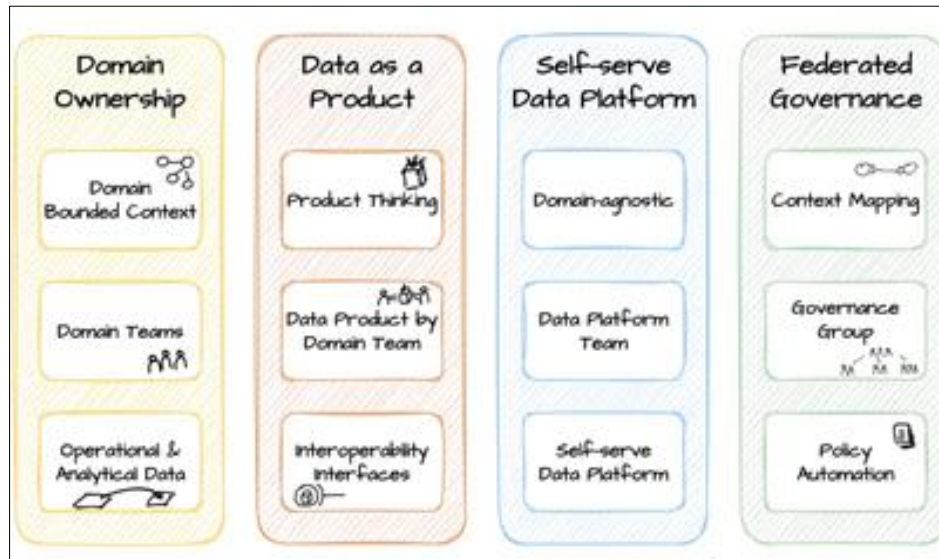 Domain
Ownership
Domain
Bounded Context
Domain Teams
Operational &
Analytical Data
Data as a
Product
Product Thinking
Data Product by
Domain Team
Interoperability
Interfaces
Self-serve
Data Platform
Domain-agnostic
Data Platform
Team
Self-serve
Data Platform
Federated
Governance
Context Mapping
Governance
Group
Policy
Automation